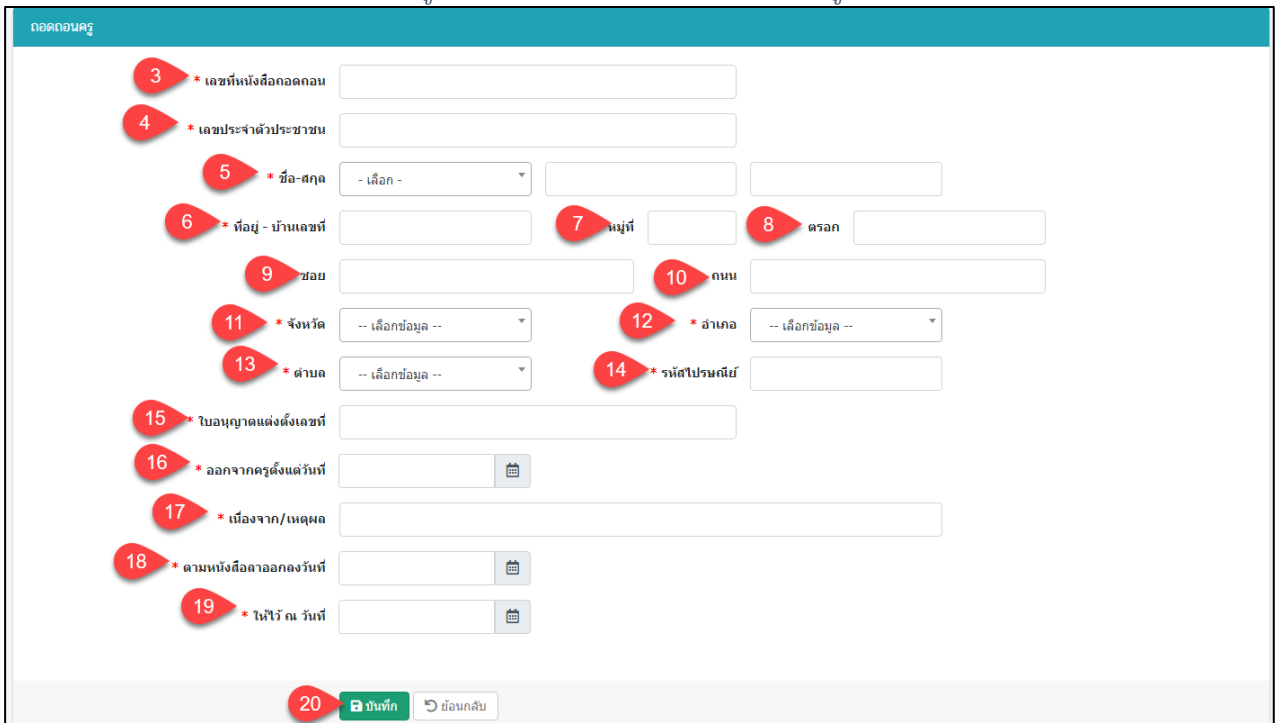 ถอดถอนครู
3 * เลขที่หนังสือถอดถอน
4 * เลขประจำตัวประชาชน
5 * ชื่อ-สกุล - เลือก -
6 * ที่อยู่ - บ้านเลขที่ 7 หมู่ที่ 8 ตรอก
9 ซอย 10 ถนน
11 * จังหวัด -- เลือกข้อมูล -- 12 * อำเภอ -- เลือกข้อมูล --
13 * ตำบล -- เลือกข้อมูล -- 14 * รหัสไปรษณีย์
15 * ใบอนุญาตแต่งตั้งเลขที่
16 * ออกจากครูตั้งแต่วันที่
17 * เนื่องจาก/เหตุผล
18 * ตามหนังสือลาออกลงวันที่
19 * ให้ไว้ ณ วันที่
20 บันทึก ย้อนกลับ